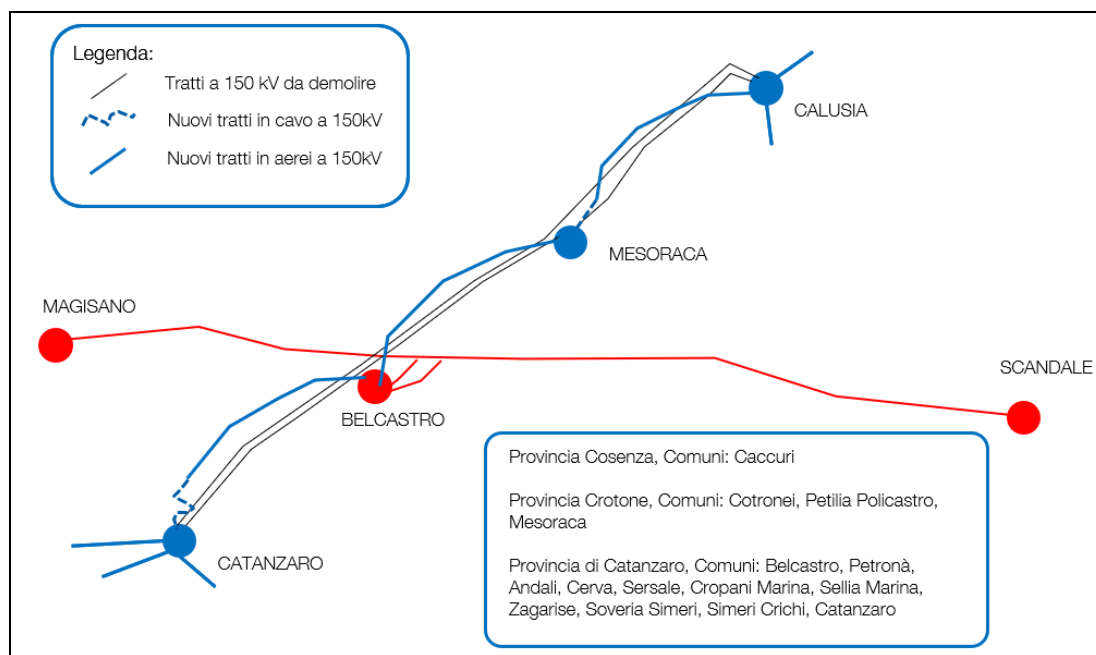 Legenda:
Tratti a 150 kV da demolire
Nuovi tratti in cavo a 150kV
Nuovi tratti in aerei a 150kV
CALUSIA
MESORACA
MAGISANO
SCANDALE
BELCASTRO
CATANZARO
Provincia Cosenza, Comuni: Caccuri
Provincia Crotone, Comuni: Cotronei, Petilia Policastro,
Mesoraca
Provincia di Catanzaro, Comuni: Belcastro, Petronà,
Andali, Cerva, Sersale, Cropani Marina, Sellia Marina,
Zagarise, Soveria Simeri, Simeri Crichi, Catanzaro